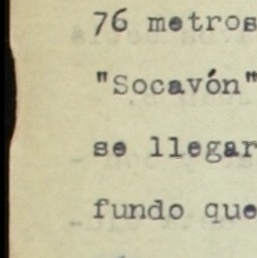 76 metros
"Socavón"
se llegar
fundo que